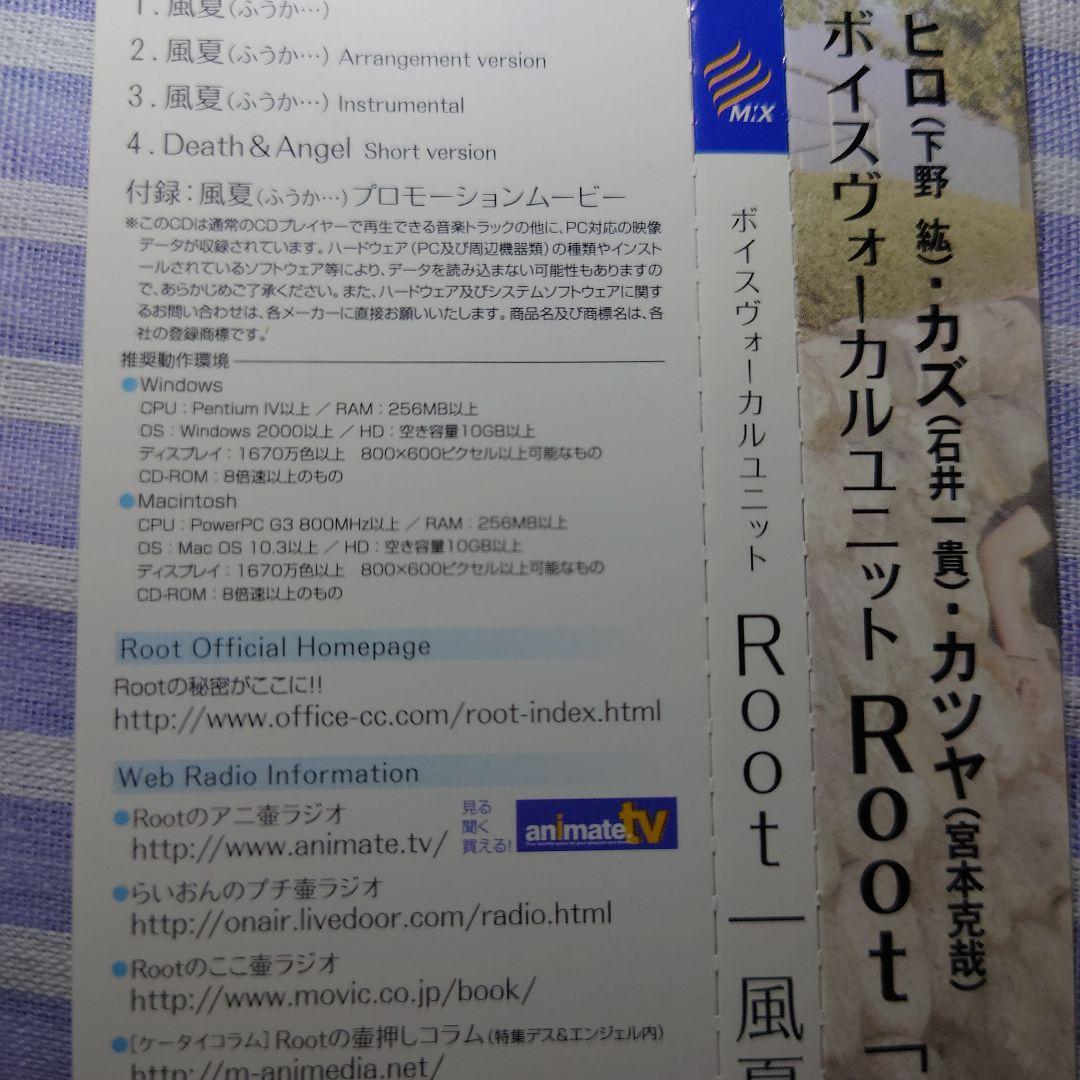 1．風夏(ふうか…)
2．風夏(ふうか…) Arrangement version
3．風夏(ふうか…) Instrumental
4．Death＆Angel Short version
付録：風夏(ふうか…)プロモーションムービー
※このCDは通常のCDプレイヤーで再生できる音楽トラックの他に、PC対応の映像
データが収録されています。ハードウェア（PC及び周辺機器類）の種類やインスト
ールされているソフトウェア等により、データを読み込まない可能性もありますの
で、あらかじめご了承ください。また、ハードウェア及びシステムソフトウェアに関す
るお問い合わせは、各メーカーに直接お願いいたします。商品名及び商標名は、各
社の登録商標です。
推奨動作環境
●Windows
CPU：Pentium Ⅳ以上 ／ RAM：256MB以上
OS：Windows 2000以上 ／ HD：空き容量10GB以上
ディスプレイ：1670万色以上　800×600ピクセル以上可能なもの
CD-ROM：8倍速以上のもの
●Macintosh
CPU：PowerPC G3 800MHz以上 ／ RAM：256MB以上
OS：Mac OS 10.3以上 ／ HD：空き容量10GB以上
ディスプレイ：1670万色以上　800×600ピクセル以上可能なもの
CD-ROM：8倍速以上のもの
Root Official Homepage
Rootの秘密がここに!!
http://www.office-cc.com/root-index.html
Web Radio Information
●Rootのアニ壷ラジオ
http://www.animate.tv/
見る
聞く
買える!
animate.tv
●らいおんのプチ壷ラジオ
http://onair.livedoor.com/radio.html
●Rootのここ壷ラジオ
http://www.movic.co.jp/book/
●[ケータイコラム]Rootの壷押しコラム(特集デス&エンジェル内)
http://m-animedia.net/
M:X
ボイスヴォーカルユニット Root｜風夏
ヒロ(下野 紘)・カズ(石井一貴)・カツヤ(宮本克哉)
ボイスヴォーカルユニット Root「